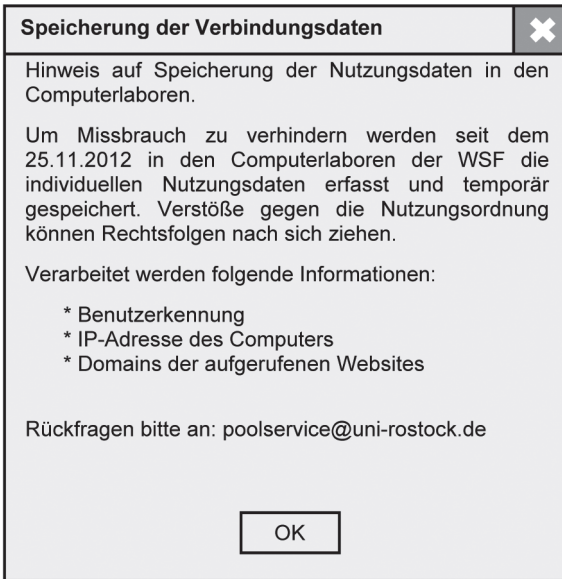 Speicherung der Verbindungsdaten
Hinweis auf Speicherung der Nutzungsdaten in den
Computerlaboren.
Um Missbrauch zu verhindern werden seit dem
25.11.2012 in den Computerlaboren der WSF die
individuellen Nutzungsdaten erfasst und temporär
gespeichert. Verstöße gegen die Nutzungsordnung
können Rechtsfolgen nach sich ziehen.
Verarbeitet werden folgende Informationen:
* Benutzerkennung
* IP-Adresse des Computers
* Domains der aufgerufenen Websites
Rückfragen bitte an: poolservice@uni-rostock.de
OK